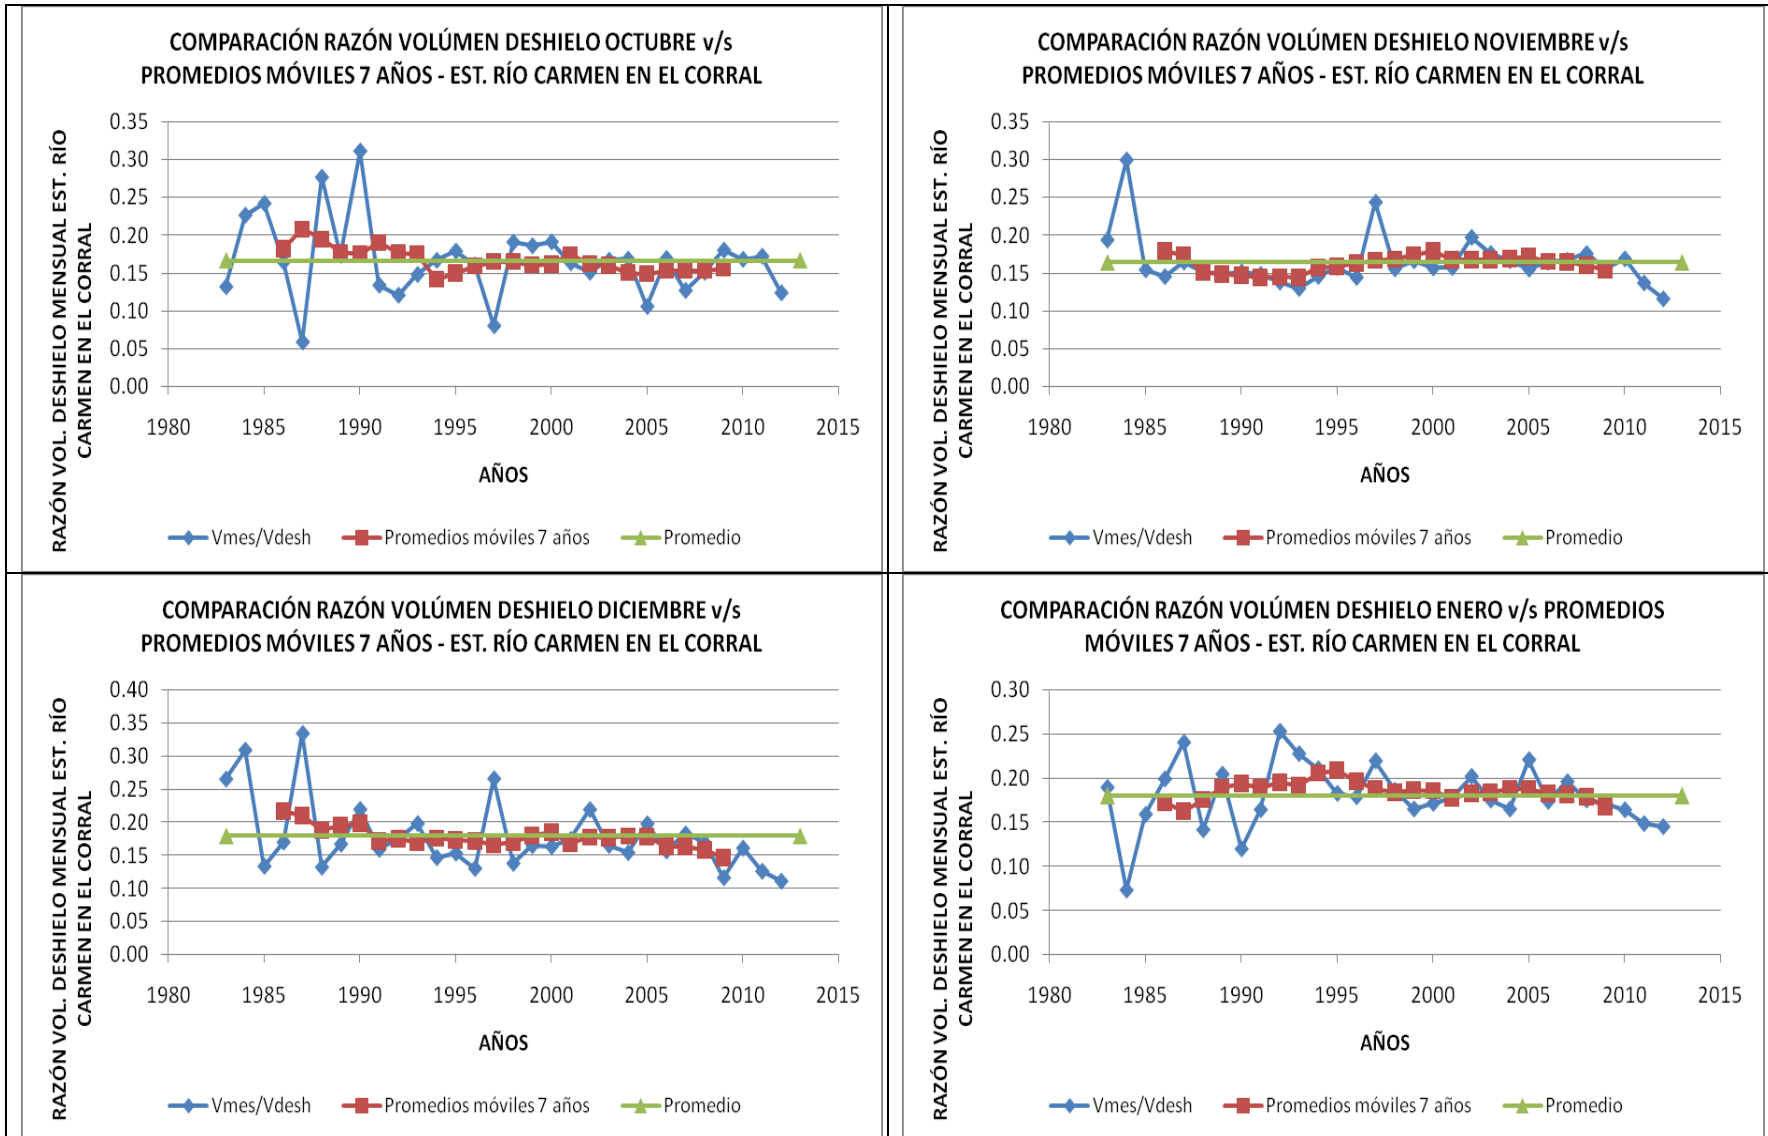 COMPARACIÓN RAZÓN VOLÚMEN DESHIELO OCTUBRE v/s
PROMEDIOS MÓVILES 7 AÑOS - EST. RÍO CARMEN EN EL CORRAL
RAZÓN VOL. DESHIELO MENSUAL EST. RÍO
CARMEN EN EL CORRAL
0.35
0.30
0.25
0.20
0.15
0.10
0.05
0.00
1980 1985 1990 1995 2000 2005 2010 2015
AÑOS
Vmes/Vdesh Promedios móviles 7 años Promedio
COMPARACIÓN RAZÓN VOLÚMEN DESHIELO NOVIEMBRE v/s
PROMEDIOS MÓVILES 7 AÑOS - EST. RÍO CARMEN EN EL CORRAL
RAZÓN VOL. DESHIELO MENSUAL EST. RÍO
CARMEN EN EL CORRAL
0.35
0.30
0.25
0.20
0.15
0.10
0.05
0.00
1980 1985 1990 1995 2000 2005 2010 2015
AÑOS
Vmes/Vdesh Promedios móviles 7 años Promedio
COMPARACIÓN RAZÓN VOLÚMEN DESHIELO DICIEMBRE v/s
PROMEDIOS MÓVILES 7 AÑOS - EST. RÍO CARMEN EN EL CORRAL
RAZÓN VOL. DESHIELO MENSUAL EST. RÍO
CARMEN EN EL CORRAL
0.40
0.35
0.30
0.25
0.20
0.15
0.10
0.05
0.00
1980 1985 1990 1995 2000 2005 2010 2015
AÑOS
Vmes/Vdesh Promedios móviles 7 años Promedio
COMPARACIÓN RAZÓN VOLÚMEN DESHIELO ENERO v/s PROMEDIOS
MÓVILES 7 AÑOS - EST. RÍO CARMEN EN EL CORRAL
RAZÓN VOL. DESHIELO MENSUAL EST. RÍO
CARMEN EN EL CORRAL
0.30
0.25
0.20
0.15
0.10
0.05
0.00
1980 1985 1990 1995 2000 2005 2010 2015
AÑOS
Vmes/Vdesh Promedios móviles 7 años Promedio